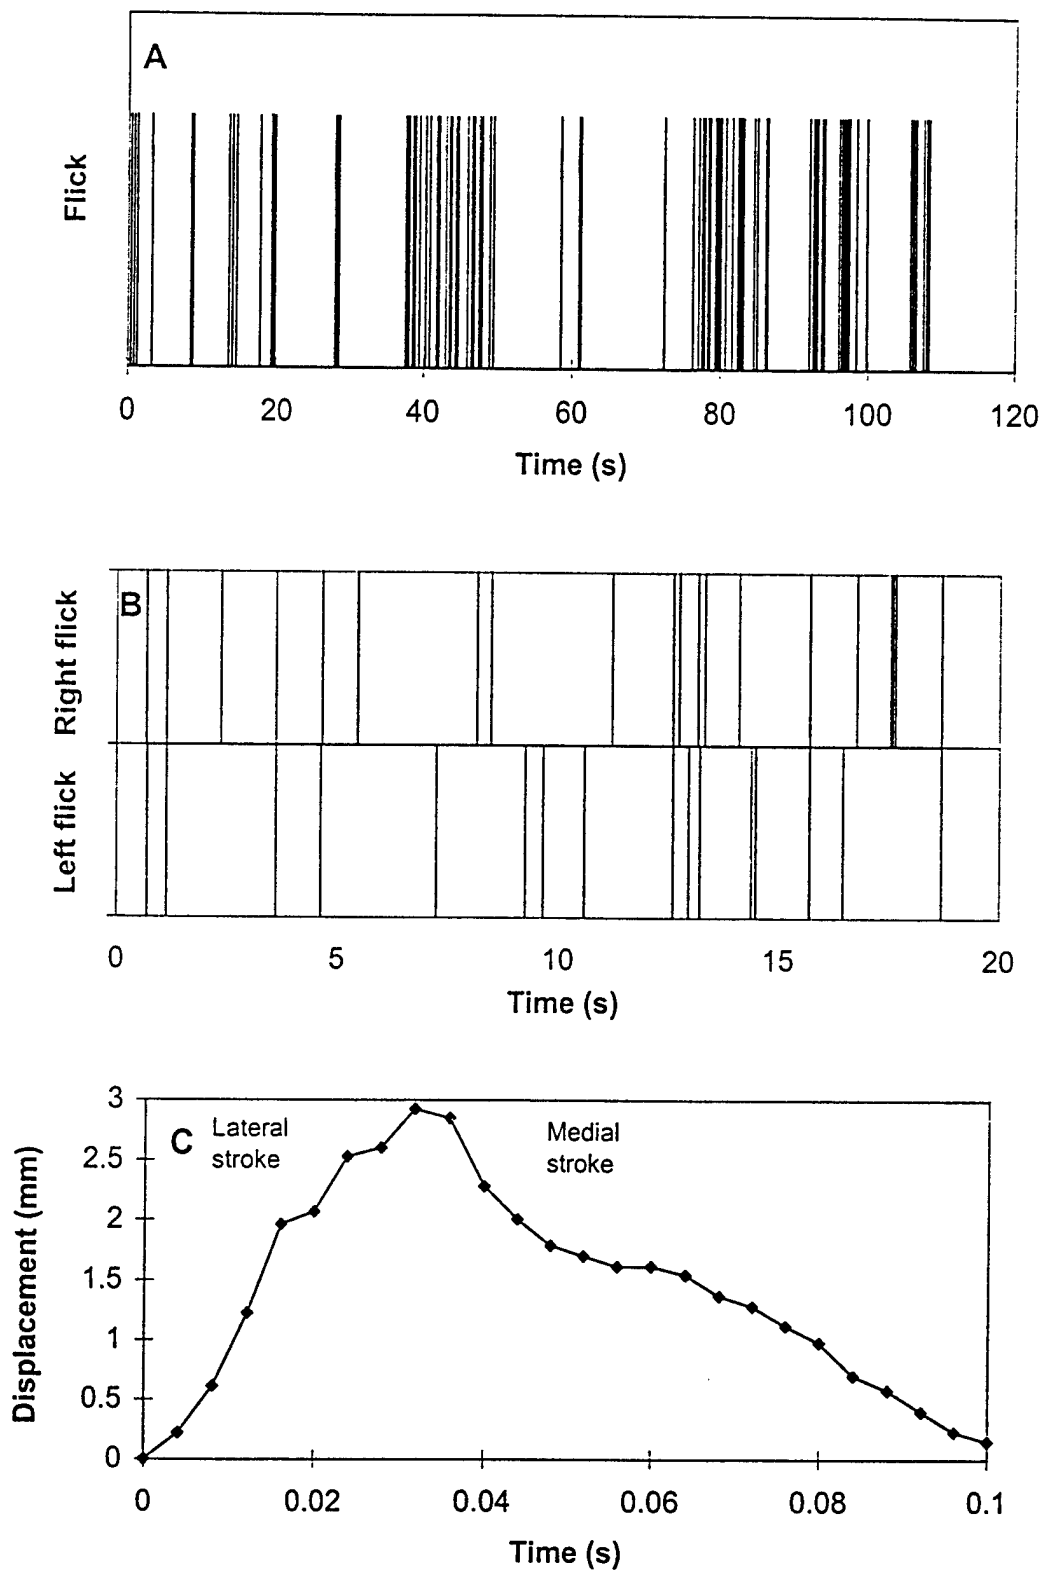 A
Flick
0 20 40 60 80 100 120
Time (s)
B
Right flick
Left flick
0 5 10 15 20
Time (s)
3
2.5
2
1.5
1
0.5
0
Displacement (mm)
C
Lateral
stroke
Medial
stroke
0 0.02 0.04 0.06 0.08 0.1
Time (s)